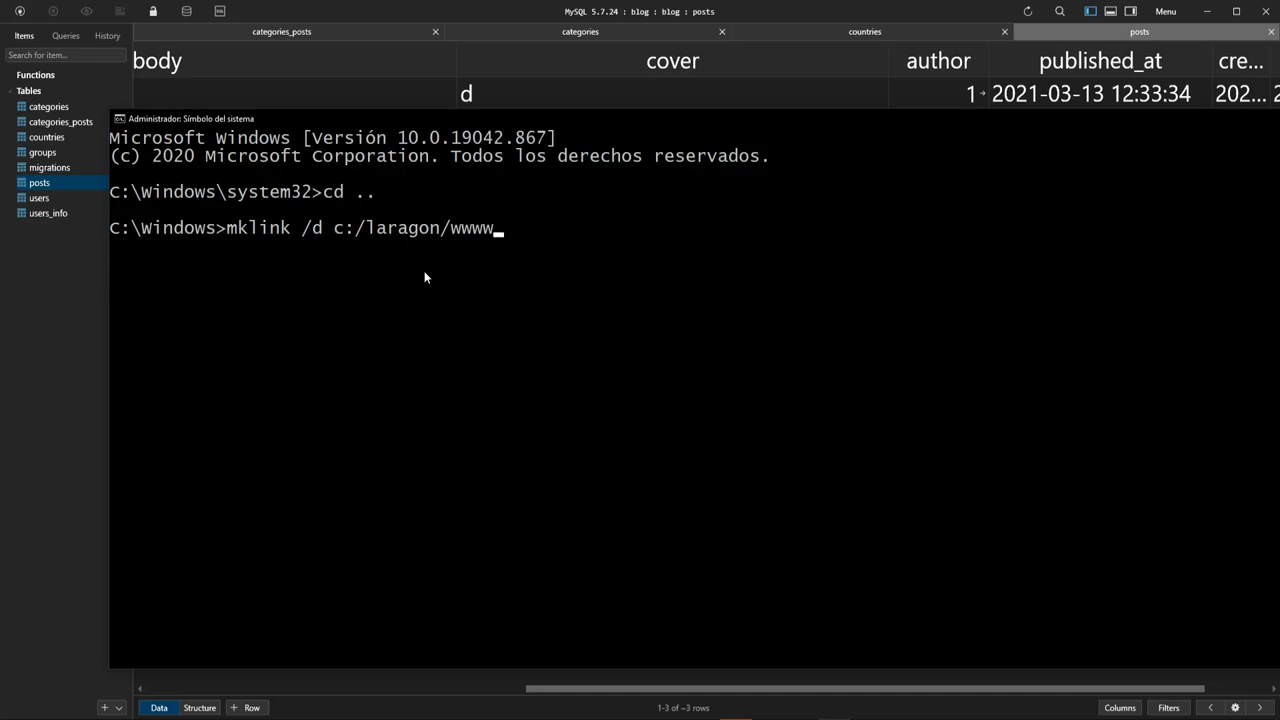 MySQL 5.7.24 : blog : blog : posts
Menu
Items Queries History
categories_posts categories countries posts
Search for item...
Functions
Tables
categories
categories_posts
countries
groups
migrations
posts
users
users_info
body cover author published_at cre...
d 1 2021-03-13 12:33:34 202... 2
Administrador: Símbolo del sistema
Microsoft Windows [Versión 10.0.19042.867]
(c) 2020 Microsoft Corporation. Todos los derechos reservados.
C:\Windows\system32>cd ..
C:\Windows>mklink /d c:/laragon/wwww
Data Structure + Row 1-3 of ~3 rows Columns Filters